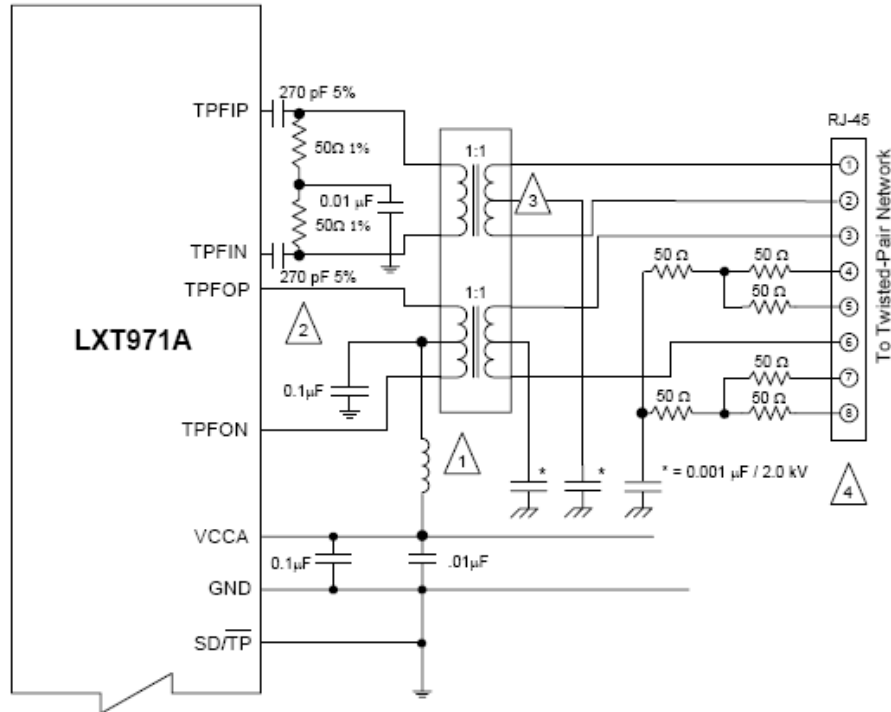 270 pF 5%
TPFIP
RJ-45
50Ω 1%
1:1
1
0.01 µF
3
2
50Ω 1%
3
TPFIN
50 Ω
50 Ω
4
TPFOP
270 pF 5%
1:1
50 Ω
5
2
LXT971A
6
50 Ω
7
0.1µF
50 Ω
50 Ω
8
TPFON
1
*
*
* = 0.001 µF / 2.0 kV
4
VCCA
0.1µF
.01µF
GND
SD/T̅P̅
To Twisted-Pair Network